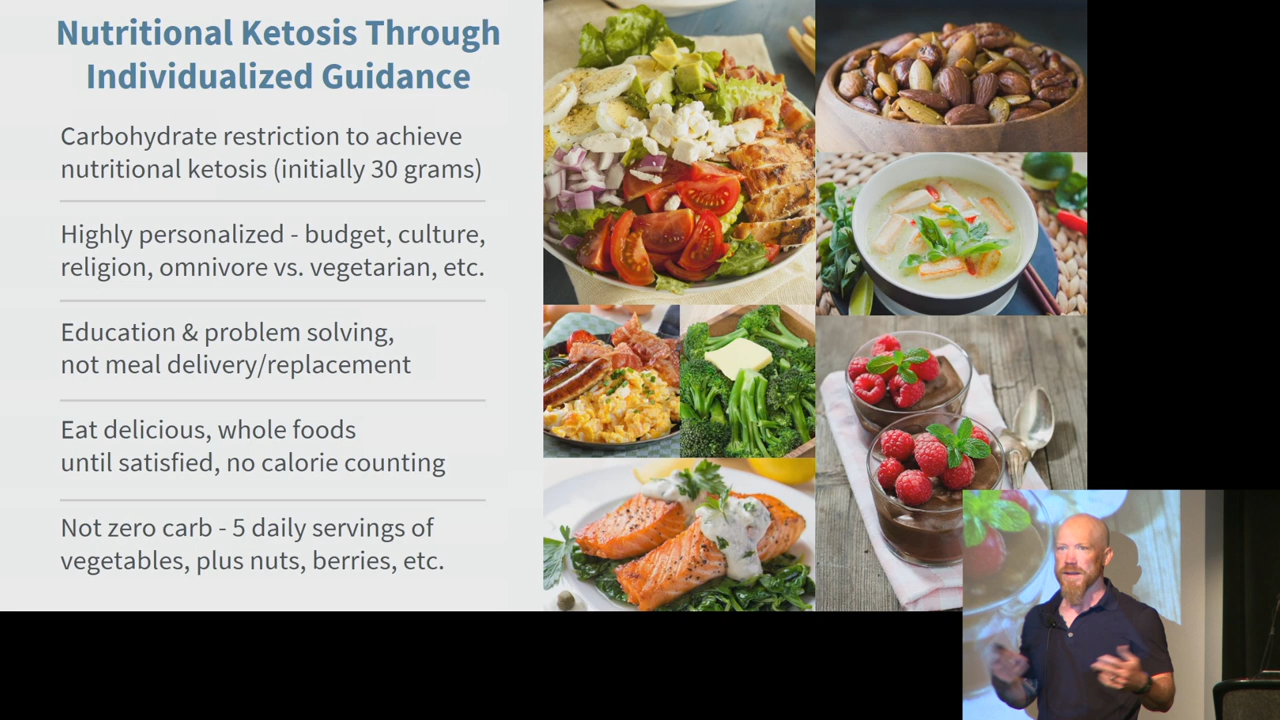 Nutritional Ketosis Through
Individualized Guidance
Carbohydrate restriction to achieve
nutritional ketosis (initially 30 grams)
Highly personalized - budget, culture,
religion, omnivore vs. vegetarian, etc.
Education & problem solving,
not meal delivery/replacement
Eat delicious, whole foods
until satisfied, no calorie counting
Not zero carb - 5 daily servings of
vegetables, plus nuts, berries, etc.